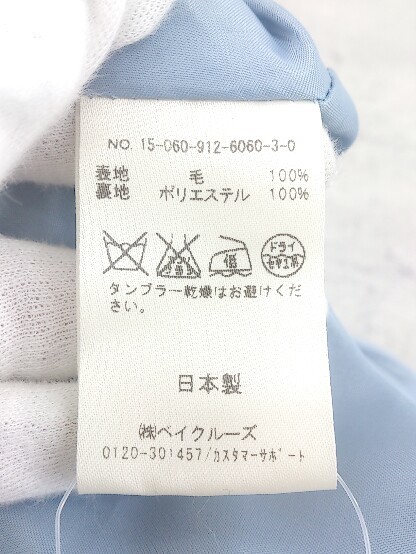 NO. 15-060-912-6060-3-0
表地 毛 100%
裏地 ポリエステル 100%
低 ドライ
タンブラー乾燥はお避けくだ
さい。
日本製
㈱ベイクルーズ
0120-301457/カスタマーサポート